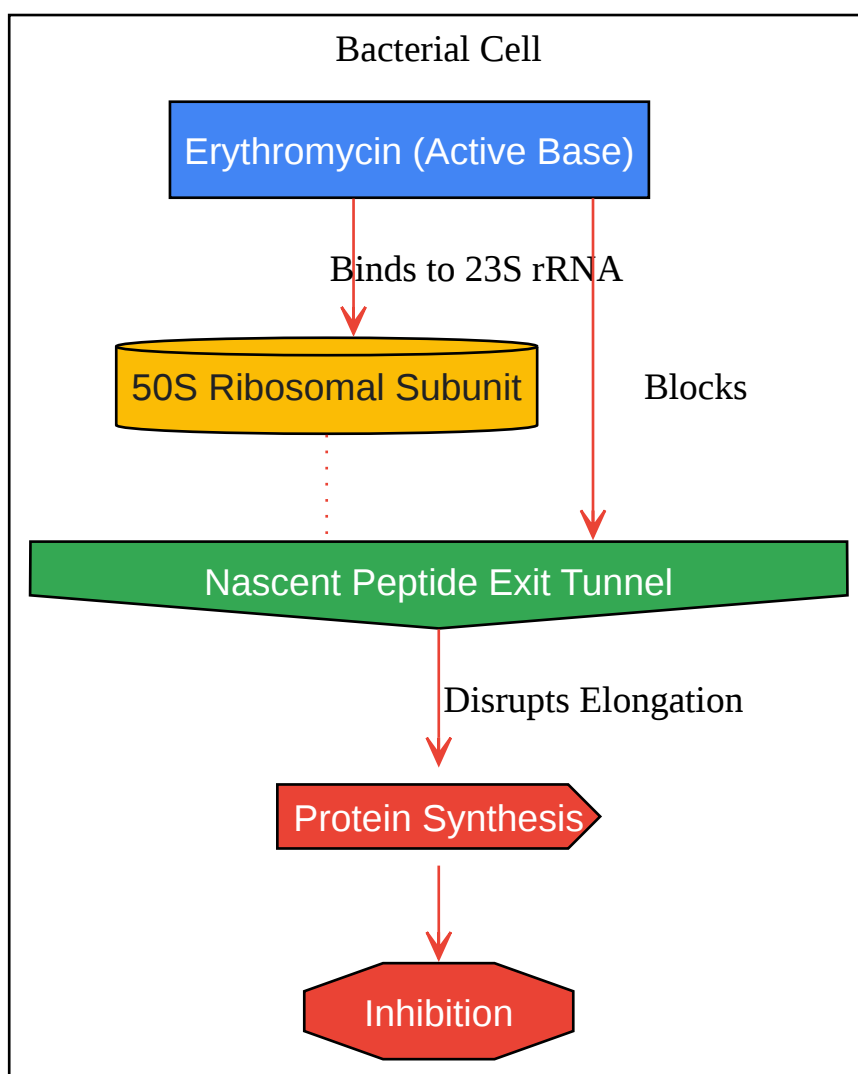 Bacterial Cell
Erythromycin (Active Base)
Binds to 23S rRNA
50S Ribosomal Subunit
Blocks
Nascent Peptide Exit Tunnel
Disrupts Elongation
Protein Synthesis
Inhibition